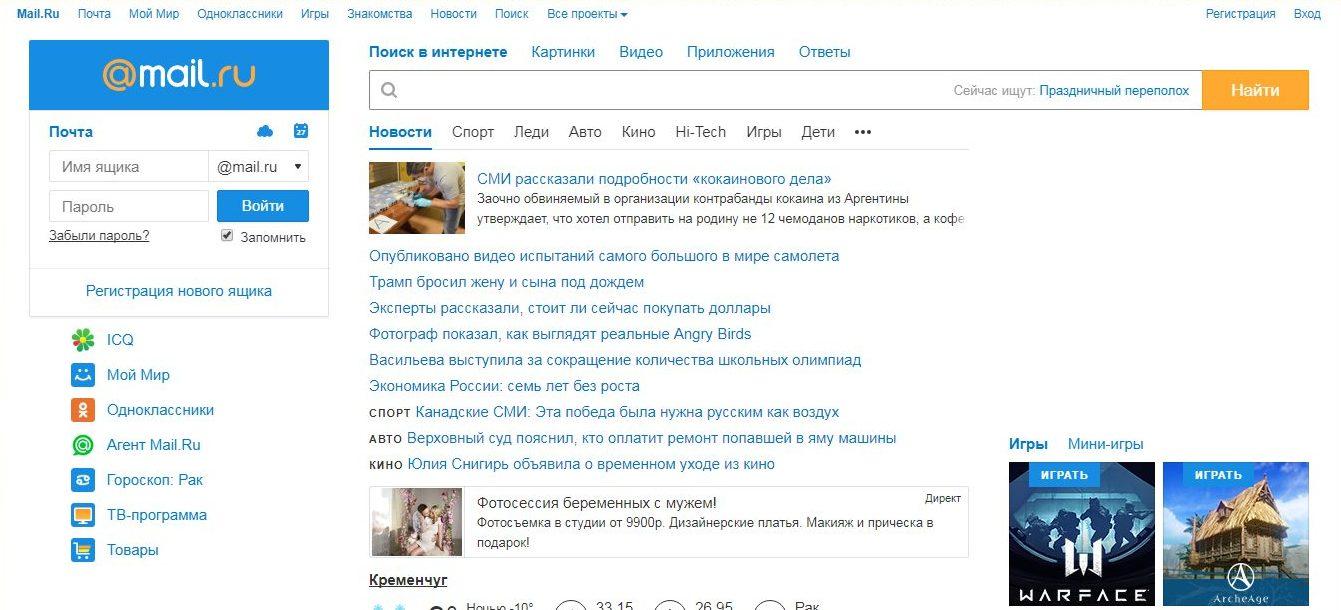 Mail.Ru Почта Мой Мир Одноклассники Игры Знакомства Новости Поиск Все проекты Регистрация Вход
@mail.ru
Почта 27
Имя ящика @mail.ru
Пароль Войти
Забыли пароль? Запомнить
Регистрация нового ящика
ICQ
Мой Мир
Одноклассники
Агент Mail.Ru
Гороскоп: Рак
ТВ-программа
Товары
Поиск в интернете Картинки Видео Приложения Ответы
Сейчас ищут: Праздничный переполох Найти
Новости Спорт Леди Авто Кино Hi-Tech Игры Дети •••
СМИ рассказали подробности «кокаинового дела»
Заочно обвиняемый в организации контрабанды кокаина из Аргентины
утверждает, что хотел отправить на родину не 12 чемоданов наркотиков, а кофе
Опубликовано видео испытаний самого большого в мире самолета
Трамп бросил жену и сына под дождем
Эксперты рассказали, стоит ли сейчас покупать доллары
Фотограф показал, как выглядят реальные Angry Birds
Васильева выступила за сокращение количества школьных олимпиад
Экономика России: семь лет без роста
СПОРТ Канадские СМИ: Эта победа была нужна русским как воздух
АВТО Верховный суд пояснил, кто оплатит ремонт попавшей в яму машины
КИНО Юлия Снигирь объявила о временном уходе из кино
Фотосессия беременных с мужем! Директ
Фотосъемка в студии от 9900р. Дизайнерские платья. Макияж и прическа в
подарок!
Кременчуг
Ночью -10° 33.15 26.95 Рак
Игры Мини-игры
ИГРАТЬ ИГРАТЬ
WARFACE ArcheAge